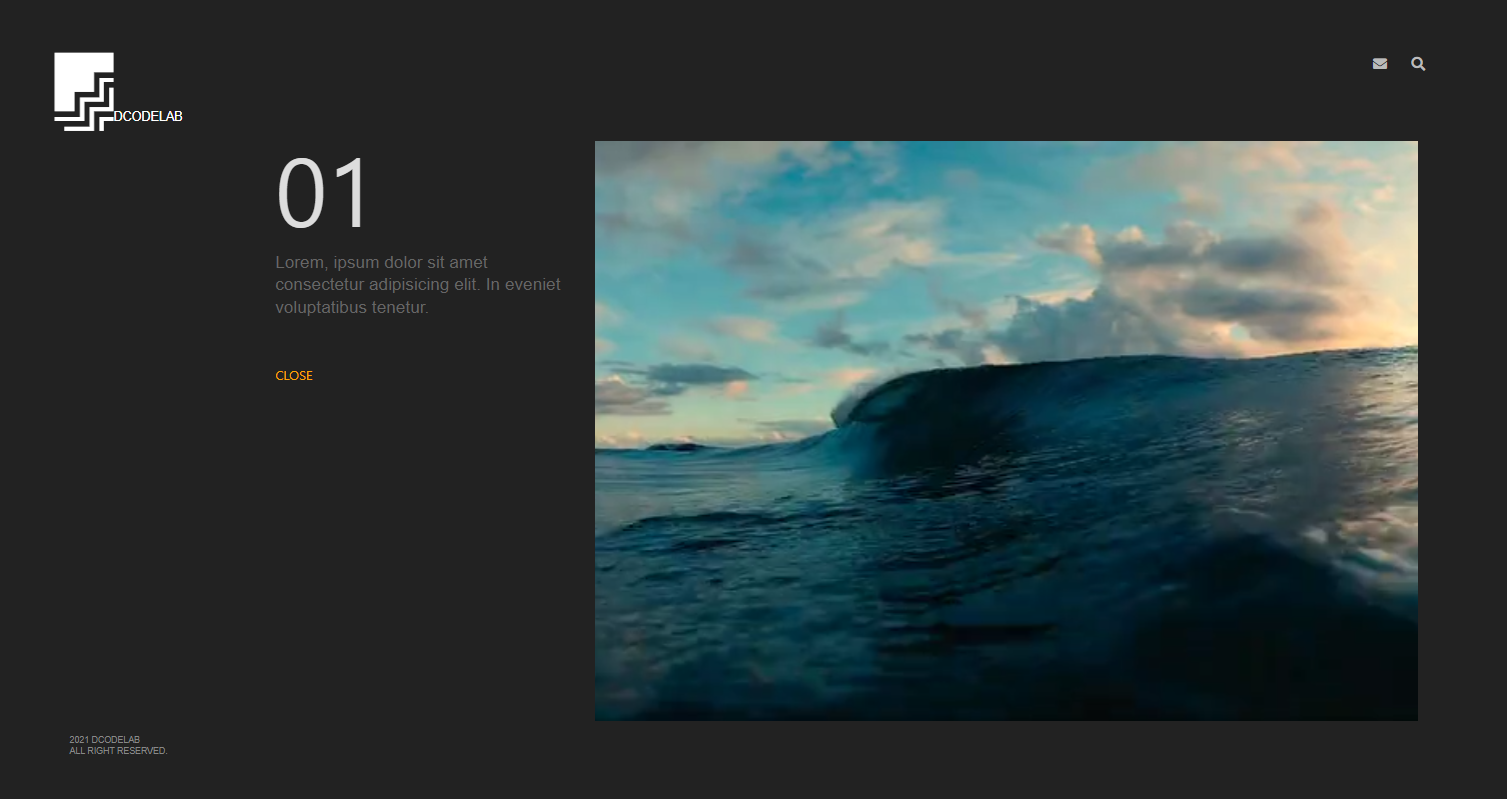 DCODELAB
01
Lorem, ipsum dolor sit amet
consectetur adipisicing elit. In eveniet
voluptatibus tenetur.
CLOSE
2021 DCODELAB
ALL RIGHT RESERVED.